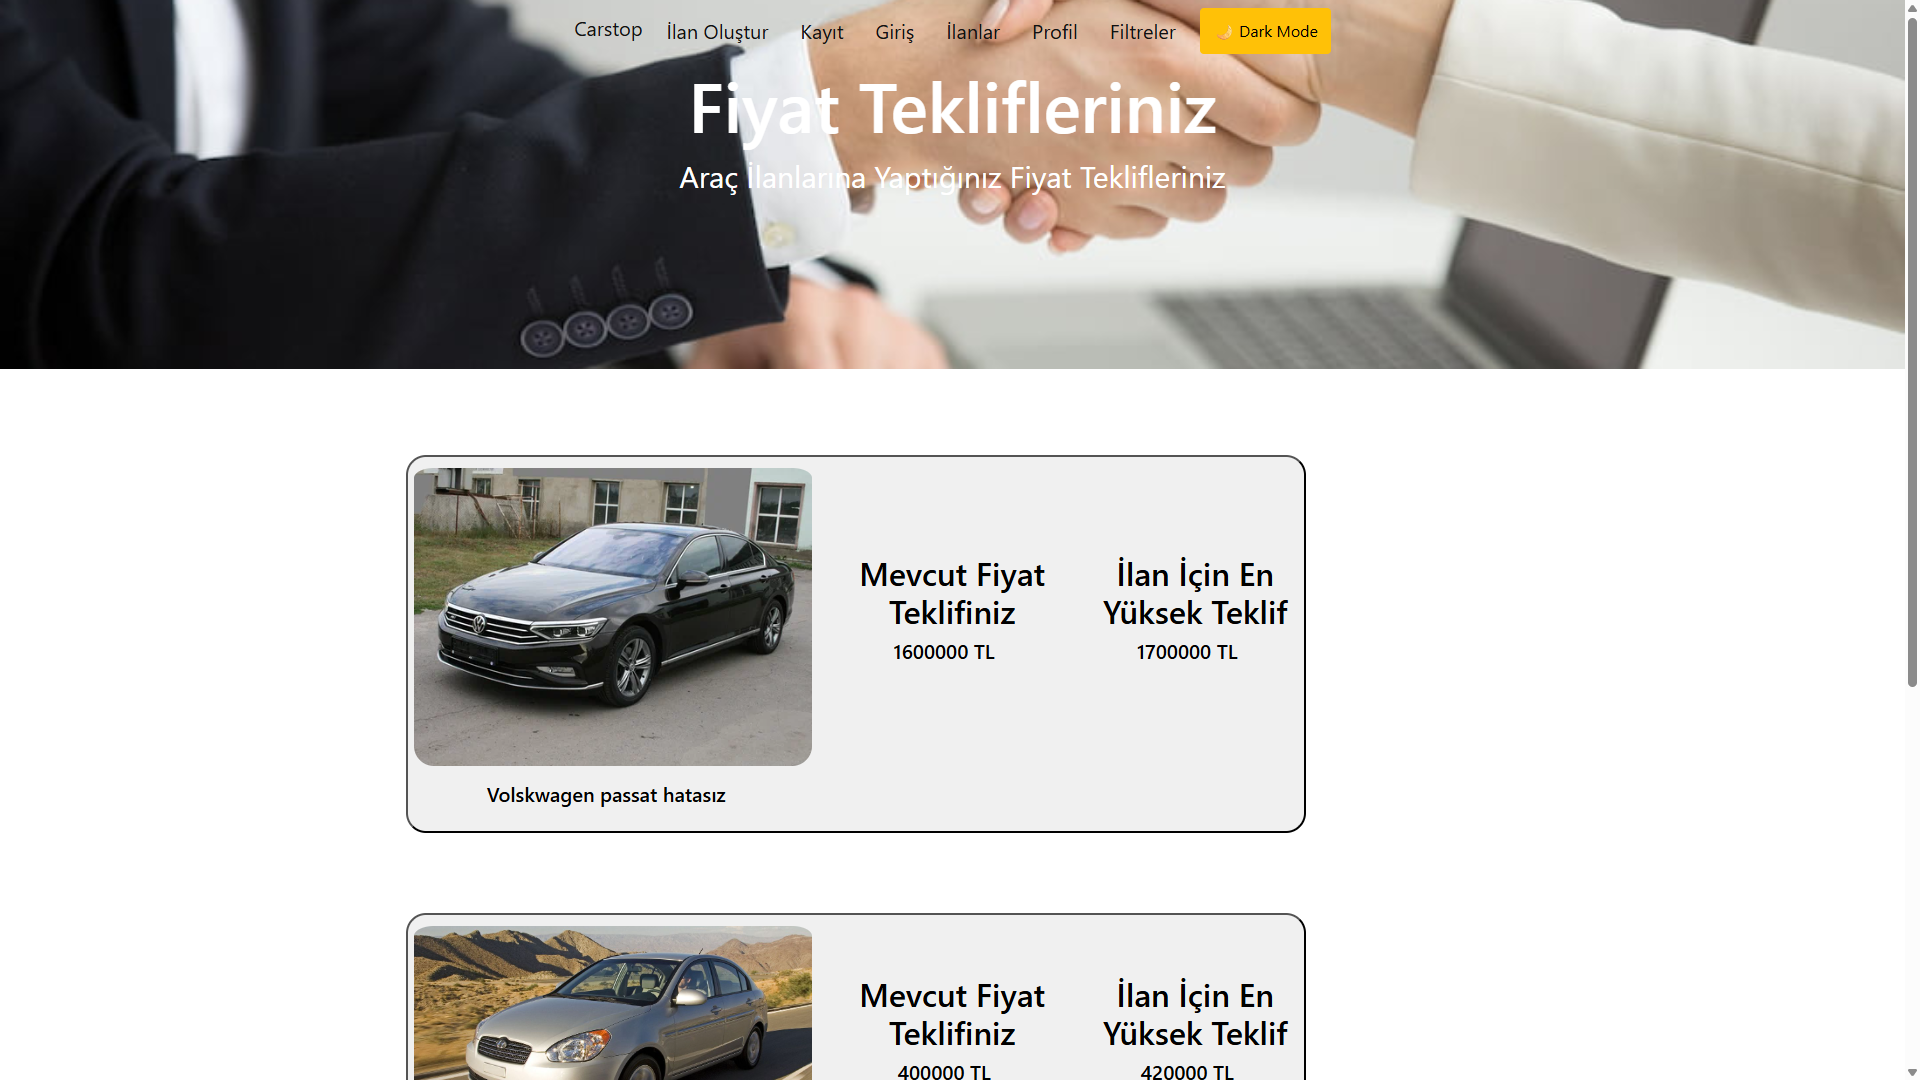 Carstop İlan Oluştur Kayıt Giriş İlanlar Profil Filtreler 🌙 Dark Mode
Fiyat Teklifleriniz
Araç İlanlarına Yaptığınız Fiyat Teklifleriniz
Mevcut Fiyat
Teklifiniz
1600000 TL
İlan İçin En
Yüksek Teklif
1700000 TL
Volskwagen passat hatasız
Mevcut Fiyat
Teklifiniz
400000 TL
İlan İçin En
Yüksek Teklif
420000 TL